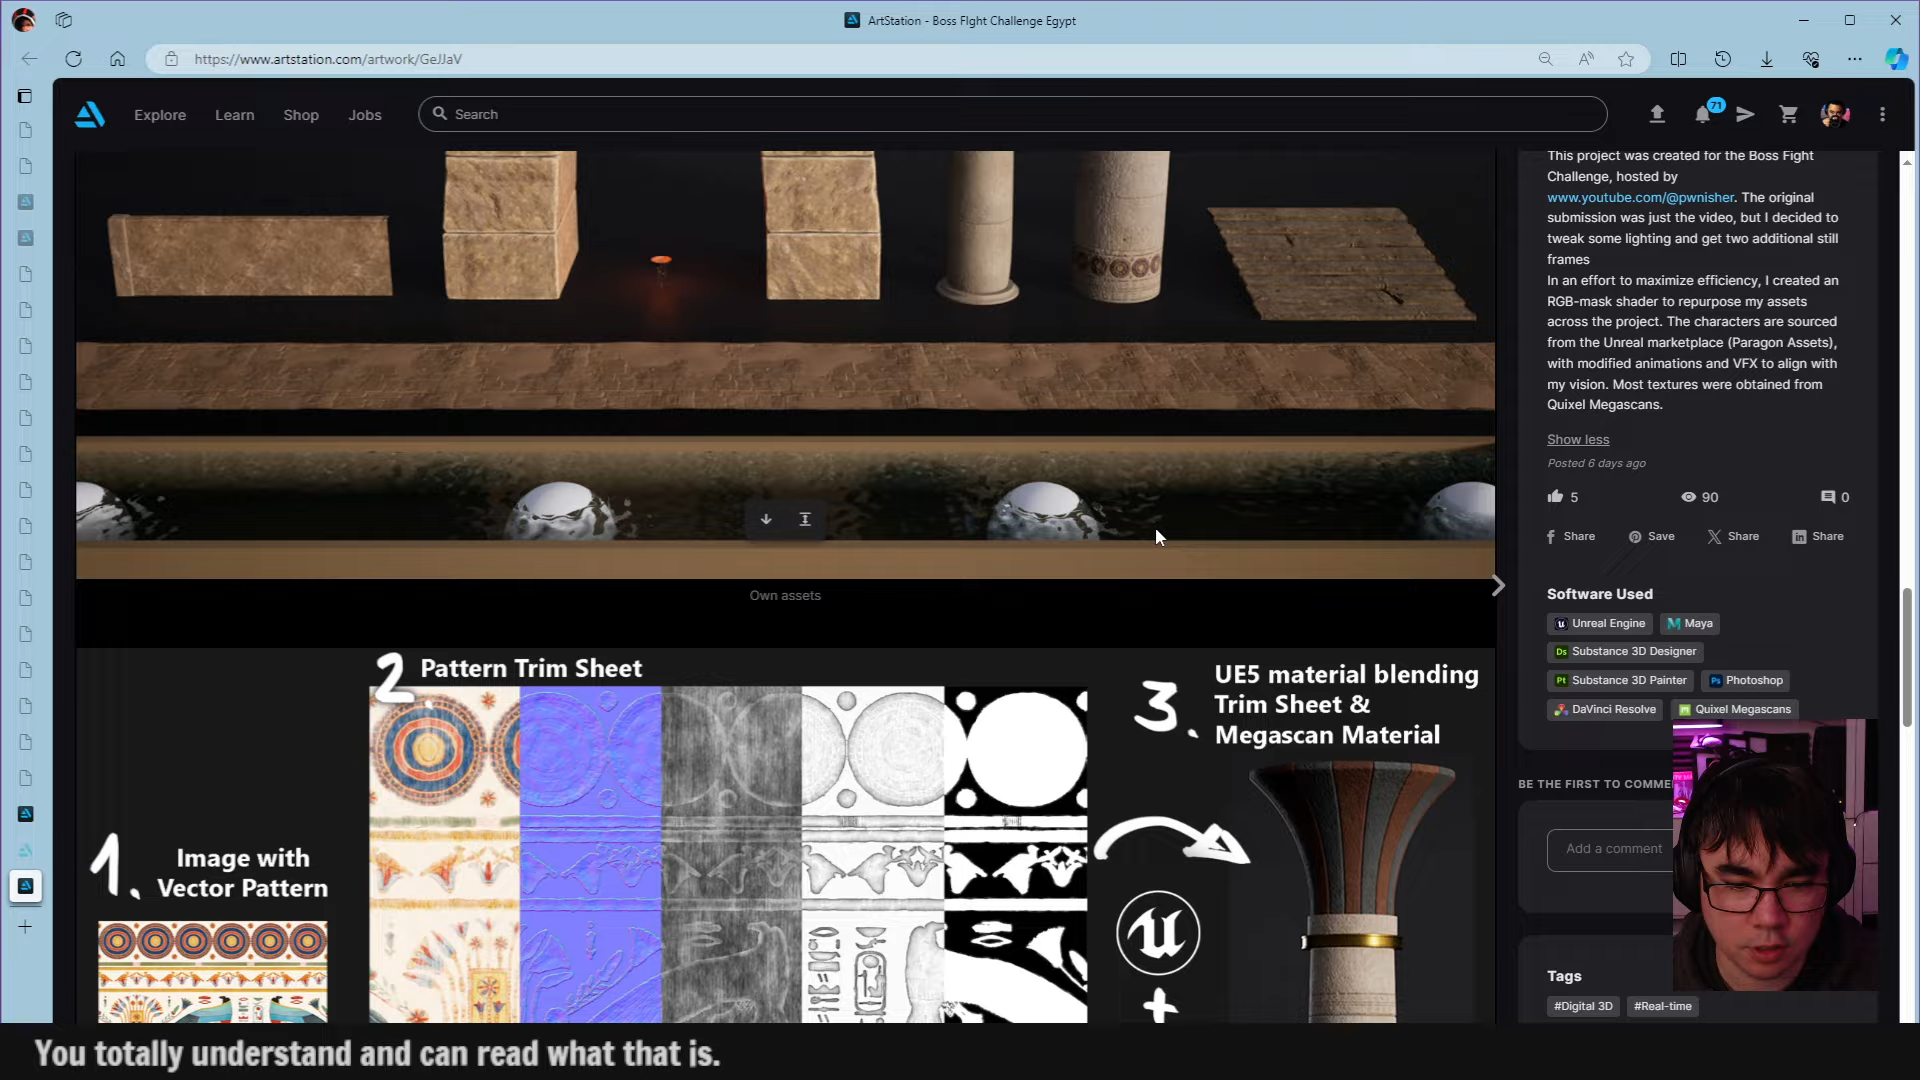 ArtStation - Boss FIght Challenge Egypt
https://www.artstation.com/artwork/GeJJaV
Explore
Learn
Shop
Jobs
Search
71
This project was created for the Boss Fight
Challenge, hosted by
www.youtube.com/@pwnisher. The original
submission was just the video, but I decided to
tweak some lighting and get two additional still
frames
In an effort to maximize efficiency, I created an
RGB-mask shader to repurpose my assets
across the project. The characters are sourced
from the Unreal marketplace (Paragon Assets),
with modified animations and VFX to align with
my vision. Most textures were obtained from
Quixel Megascans.
Show less
Posted 6 days ago
5
90
0
Share
Save
Share
Share
Software Used
Unreal Engine
Maya
Substance 3D Designer
Substance 3D Painter
Photoshop
DaVinci Resolve
Quixel Megascans
BE THE FIRST TO COMME
Add a comment
Tags
#Digital 3D
#Real-time
Own assets
1.
Image with
Vector Pattern
2
Pattern Trim Sheet
3.
UE5 material blending
Trim Sheet &
Megascan Material
+
You totally understand and can read what that is.